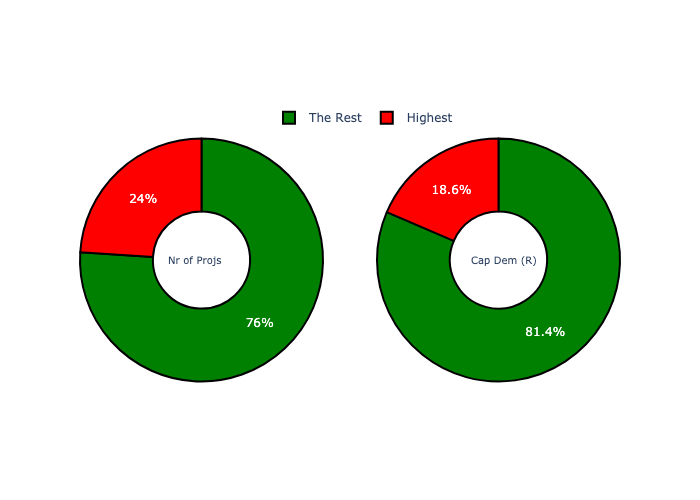 The Rest
Highest
24%
Nr of Projs
76%
18.6%
Cap Dem (R)
81.4%